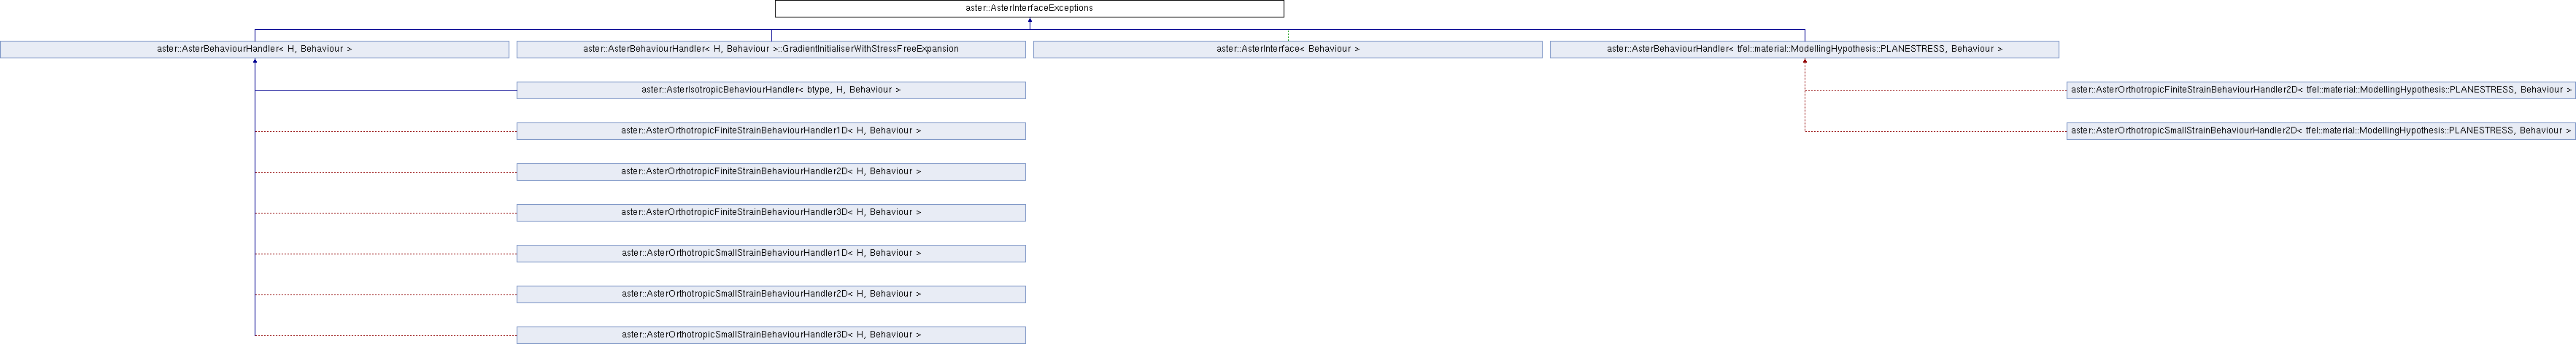 aster::AsterInterfaceExceptions
aster::AsterBehaviourHandler< H, Behaviour >
aster::AsterBehaviourHandler< H, Behaviour >::GradientInitialiserWithStressFreeExpansion
aster::AsterInterface< Behaviour >
aster::AsterBehaviourHandler< tfel::material::ModellingHypothesis::PLANESTRESS, Behaviour >
aster::AsterIsotropicBehaviourHandler< btype, H, Behaviour >
aster::AsterOrthotropicFiniteStrainBehaviourHandler2D< tfel::material::ModellingHypothesis::PLANESTRESS, Behaviour >
aster::AsterOrthotropicFiniteStrainBehaviourHandler1D< H, Behaviour >
aster::AsterOrthotropicSmallStrainBehaviourHandler2D< tfel::material::ModellingHypothesis::PLANESTRESS, Behaviour >
aster::AsterOrthotropicFiniteStrainBehaviourHandler2D< H, Behaviour >
aster::AsterOrthotropicFiniteStrainBehaviourHandler3D< H, Behaviour >
aster::AsterOrthotropicSmallStrainBehaviourHandler1D< H, Behaviour >
aster::AsterOrthotropicSmallStrainBehaviourHandler2D< H, Behaviour >
aster::AsterOrthotropicSmallStrainBehaviourHandler3D< H, Behaviour >